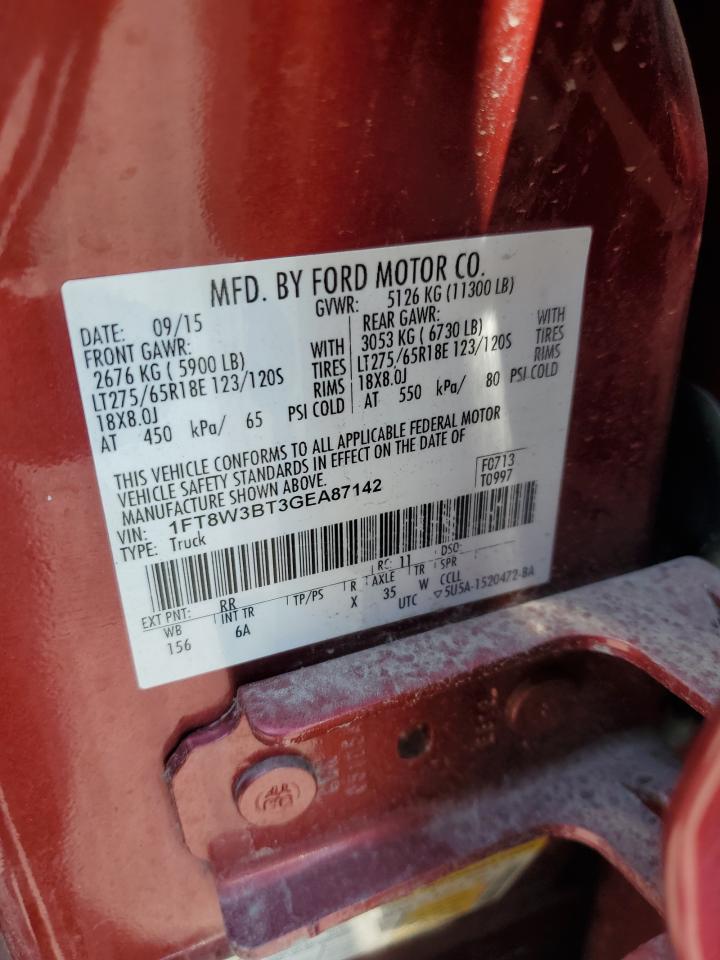 MFD. BY FORD MOTOR CO.
DATE: 09/15
GVWR: 5126 KG (11300 LB)
FRONT GAWR:
2676 KG ( 5900 LB) WITH
LT275/65R18E 123/120S TIRES
18X8.0J RIMS
AT 450 kPa/ 65 PSI COLD
REAR GAWR:
3053 KG ( 6730 LB) WITH
LT275/65R18E 123/120S TIRES
18X8.0J RIMS
AT 550 kPa/ 80 PSI COLD
THIS VEHICLE CONFORMS TO ALL APPLICABLE FEDERAL MOTOR
VEHICLE SAFETY STANDARDS IN EFFECT ON THE DATE OF
MANUFACTURE SHOWN ABOVE.
VIN: 1FT8W3BT3GEA87142
TYPE: Truck
F0713
T0997
EXT PNT: RR RC: 11 DSO:
WB INT TR TP/PS R AXLE TR SPR
156 6A X 35 W CCLL
UTC ▽5U5A-1520472-BA